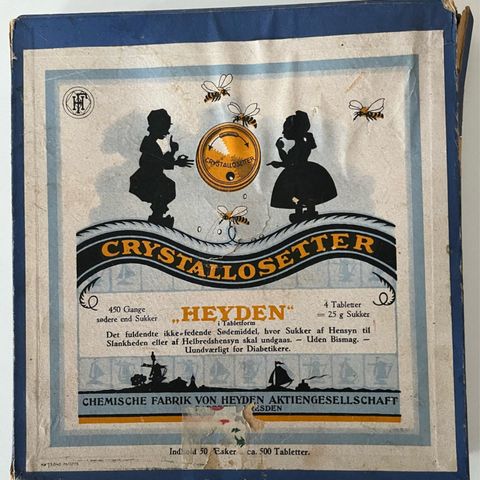 CRYSTALLOSETTER
CRYSTALLOSETTER
450 Gange
sødere end Sukker
„HEYDEN“
i Tabletform
4 Tabletter
= 25 g Sukker
Det fuldendte ikke-fedende Sødemiddel, hvor Sukker af Hensyn til
Slankheden eller af Helbredshensyn skal undgaas. – Uden Bismag. –
Uundværligt for Diabetikere.
CHEMISCHE FABRIK VON HEYDEN AKTIENGESELLSCHAFT
Indhold 50 Æsker ca. 500 Tabletter.